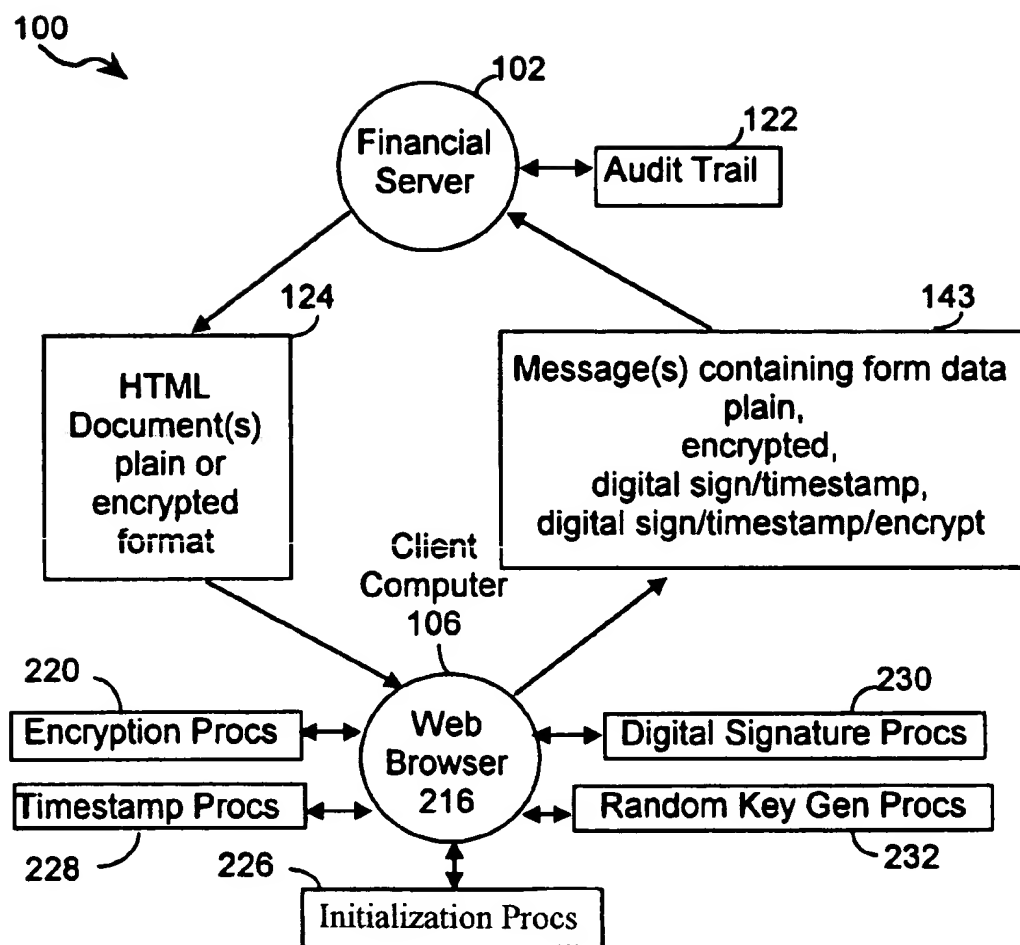 100
102
Financial
Server
122
Audit Trail
124
HTML
Document(s)
plain or
encrypted
format
143
Message(s) containing form data
plain,
encrypted,
digital sign/timestamp,
digital sign/timestamp/encrypt
Client
Computer
106
220
Encryption Procs
Web
Browser
216
230
Digital Signature Procs
Timestamp Procs
228
Random Key Gen Procs
232
226
Initialization Procs